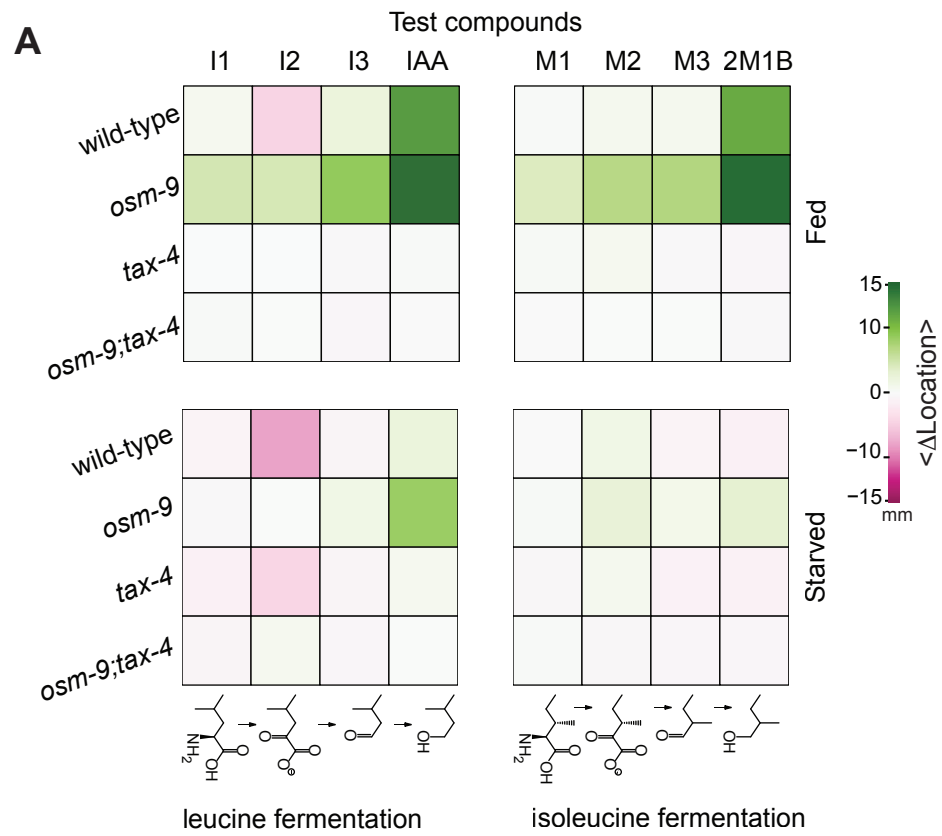 A
Test compounds
I1 I2 I3 IAA
M1 M2 M3 2M1B
wild-type
osm-9
tax-4
osm-9;tax-4
Fed
wild-type
osm-9
tax-4
osm-9;tax-4
Starved
15
10
0
−10
−15
mm
<ΔLocation>
NH2
O
OH
O
O
O
O
OH
NH2
O
OH
O
O
O
O
OH
leucine fermentation
isoleucine fermentation